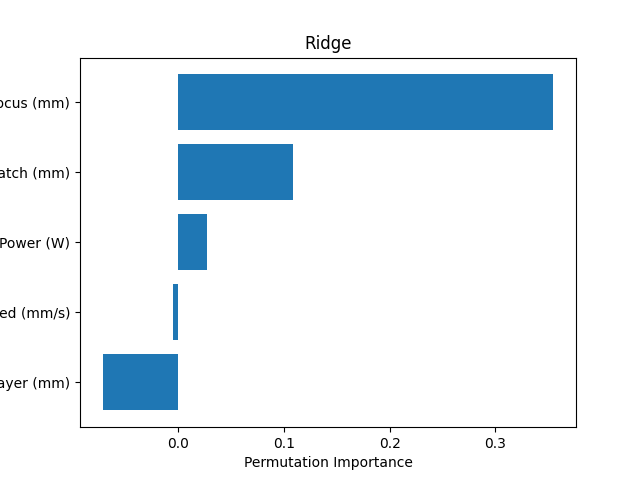 Ridge
ocus (mm)
atch (mm)
Power (W)
ed (mm/s)
ayer (mm)
0.0 0.1 0.2 0.3
Permutation Importance